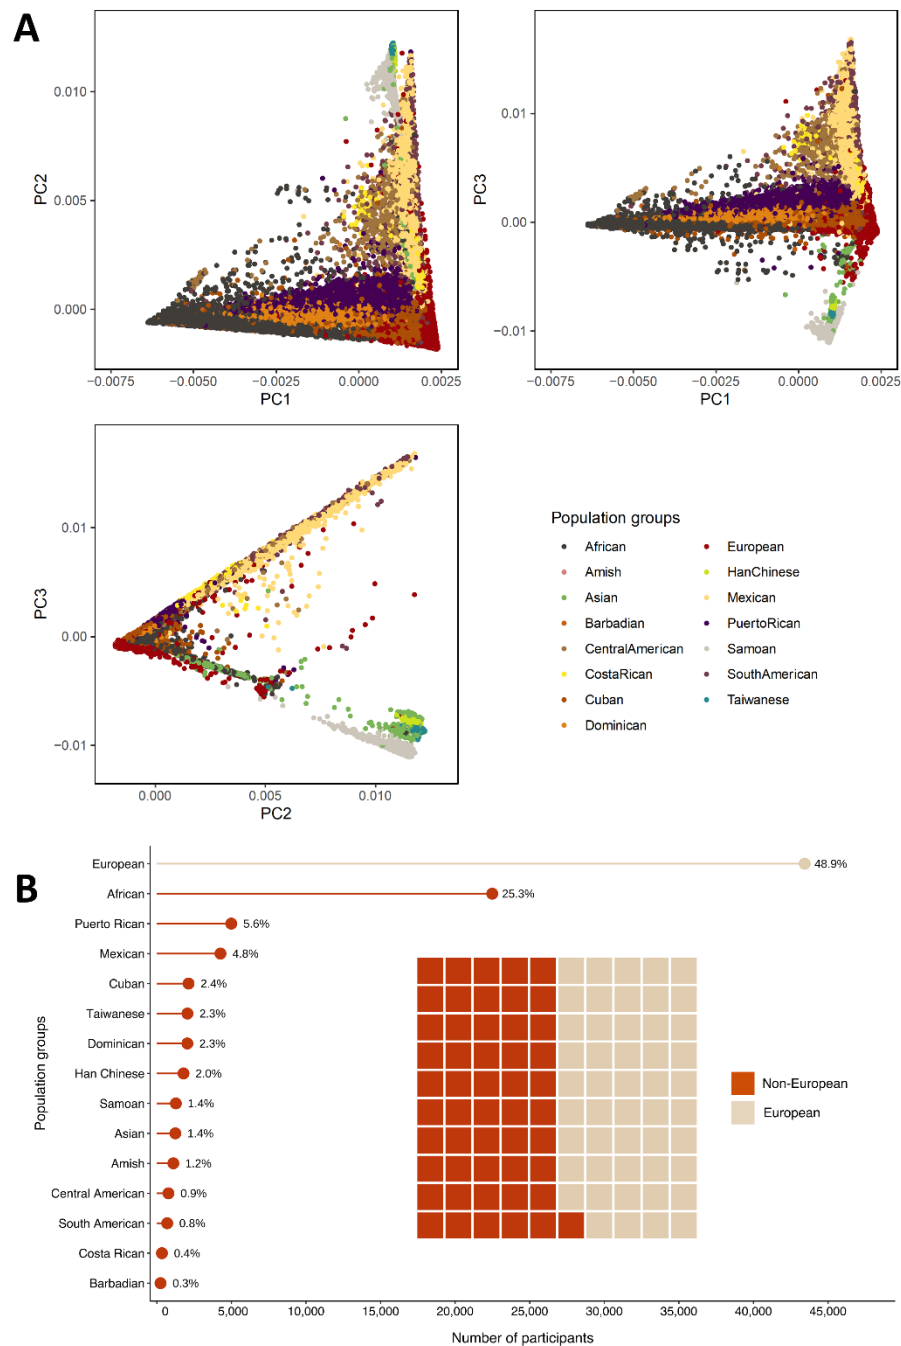 A
PC2
0.010
0.005
0.000
−0.0075
−0.0050
−0.0025
0.0000
0.0025
PC1
PC3
0.01
0.00
−0.01
−0.0075
−0.0050
−0.0025
0.0000
0.0025
PC1
PC3
0.01
0.00
−0.01
0.000
0.005
0.010
PC2
Population groups
African
Amish
Asian
Barbadian
CentralAmerican
CostaRican
Cuban
Dominican
European
HanChinese
Mexican
PuertoRican
Samoan
SouthAmerican
Taiwanese
B
Population groups
European 48.9%
African 25.3%
Puerto Rican 5.6%
Mexican 4.8%
Cuban 2.4%
Taiwanese 2.3%
Dominican 2.3%
Han Chinese 2.0%
Samoan 1.4%
Asian 1.4%
Amish 1.2%
Central American 0.9%
South American 0.8%
Costa Rican 0.4%
Barbadian 0.3%
Non-European
European
0 5,000 10,000 15,000 20,000 25,000 30,000 35,000 40,000 45,000
Number of participants